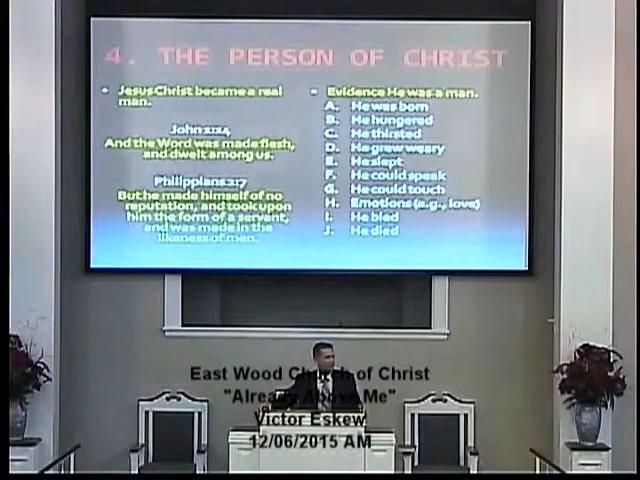 4. THE PERSON OF CHRIST
• Jesus Christ became a real
man.
John 1:14
And the Word was made flesh,
and dwelt among us.
Philippians 2:7
But he made himself of no
reputation, and took upon
him the form of a servant,
and was made in the
likeness of men.
• Evidence He was a man.
A. He was born
B. He hungered
C. He thirsted
D. He grew weary
E. He slept
F. He could speak
G. He could touch
H. Emotions (e.g., love)
I. He bled
J. He died
East Wood Church of Christ
"Already Above Me"
Victor Eskew
12/06/2015 AM